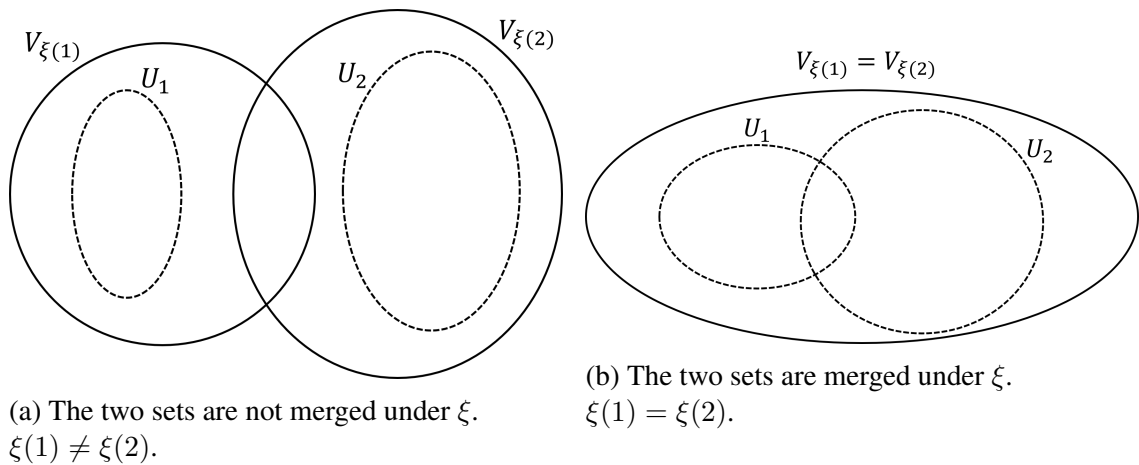 V_{ξ(1)}
U_1
U_2
V_{ξ(2)}
(a) The two sets are not merged under ξ.
ξ(1) ≠ ξ(2).
V_{ξ(1)} = V_{ξ(2)}
U_1
U_2
(b) The two sets are merged under ξ.
ξ(1) = ξ(2).